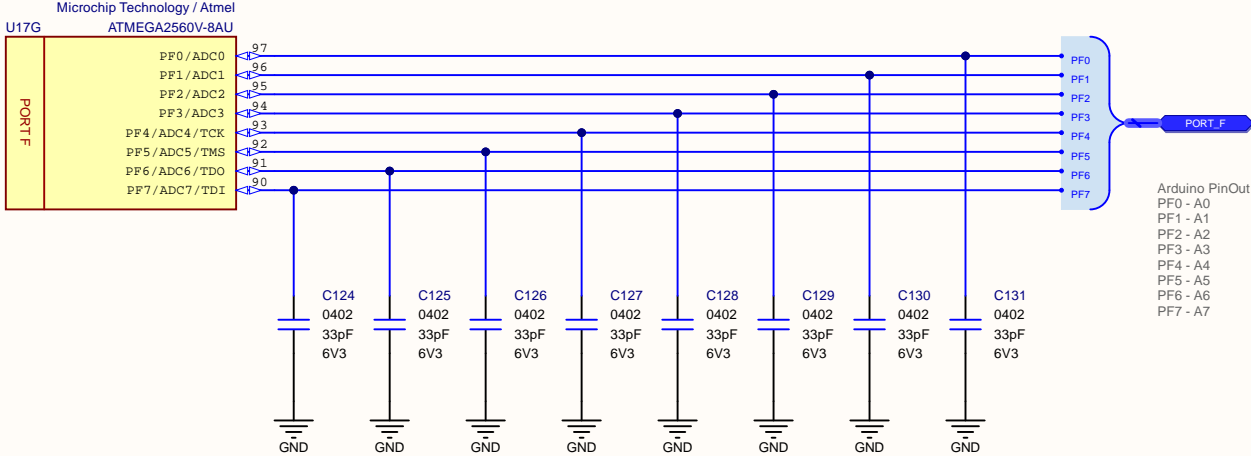 Microchip Technology / Atmel
U17G ATMEGA2560V-8AU
PORT F
PF0/ADC0 97 PF0
PF1/ADC1 96 PF1
PF2/ADC2 95 PF2
PF3/ADC3 94 PF3
PF4/ADC4/TCK 93 PF4
PF5/ADC5/TMS 92 PF5
PF6/ADC6/TDO 91 PF6
PF7/ADC7/TDI 90 PF7
PORT_F
Arduino PinOut
PF0 - A0
PF1 - A1
PF2 - A2
PF3 - A3
PF4 - A4
PF5 - A5
PF6 - A6
PF7 - A7
C124 C125 C126 C127 C128 C129 C130 C131
0402 0402 0402 0402 0402 0402 0402 0402
33pF 33pF 33pF 33pF 33pF 33pF 33pF 33pF
6V3 6V3 6V3 6V3 6V3 6V3 6V3 6V3
GND GND GND GND GND GND GND GND